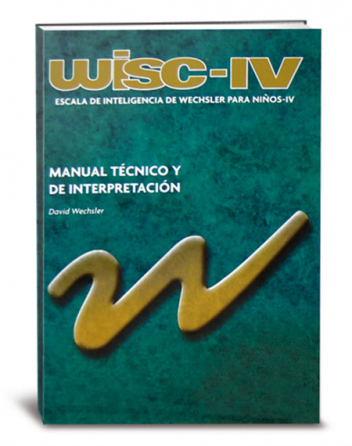 WISC-IV
ESCALA DE INTELIGENCIA DE WECHSLER PARA NIÑOS-IV
MANUAL TÉCNICO Y
DE INTERPRETACIÓN
David Wechsler